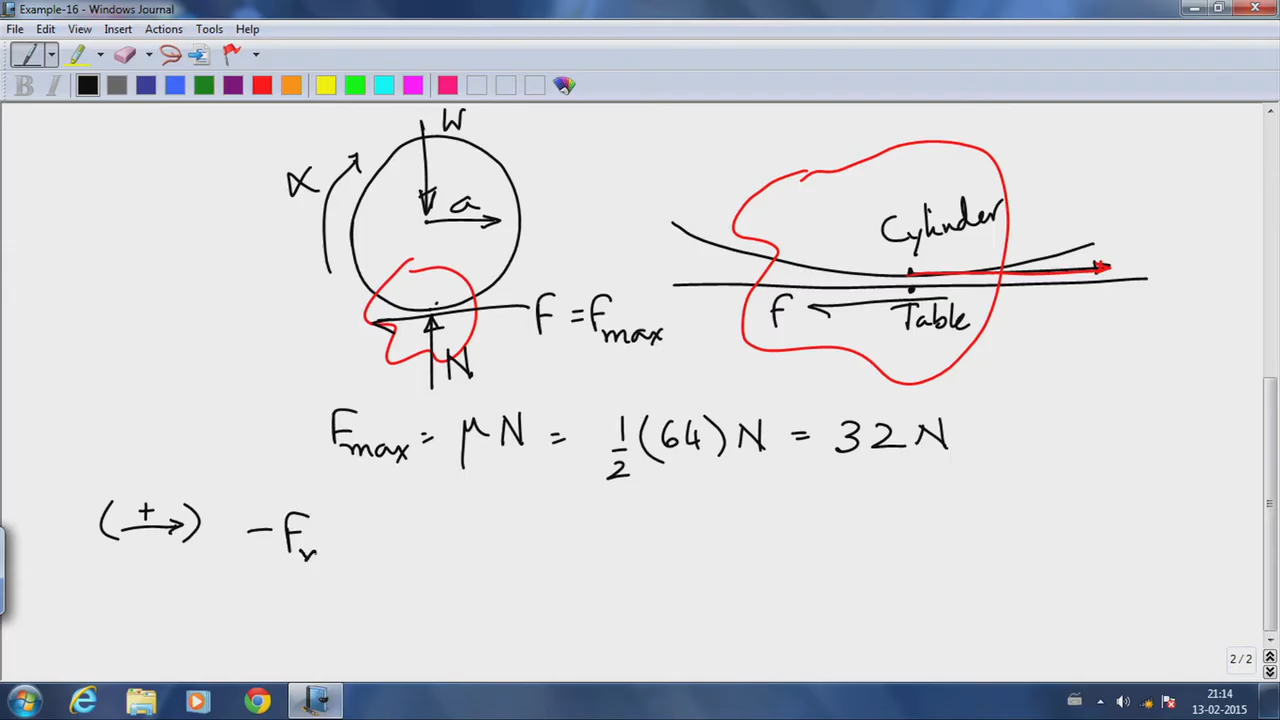 Example-16 - Windows Journal
File Edit View Insert Actions Tools Help
B I
W
α
a
Cylinder
F = Fmax
f
Table
N
Fmax = μN = 1/2 (64) N = 32 N
(+→) - F
2 / 2
21:14
13-02-2015